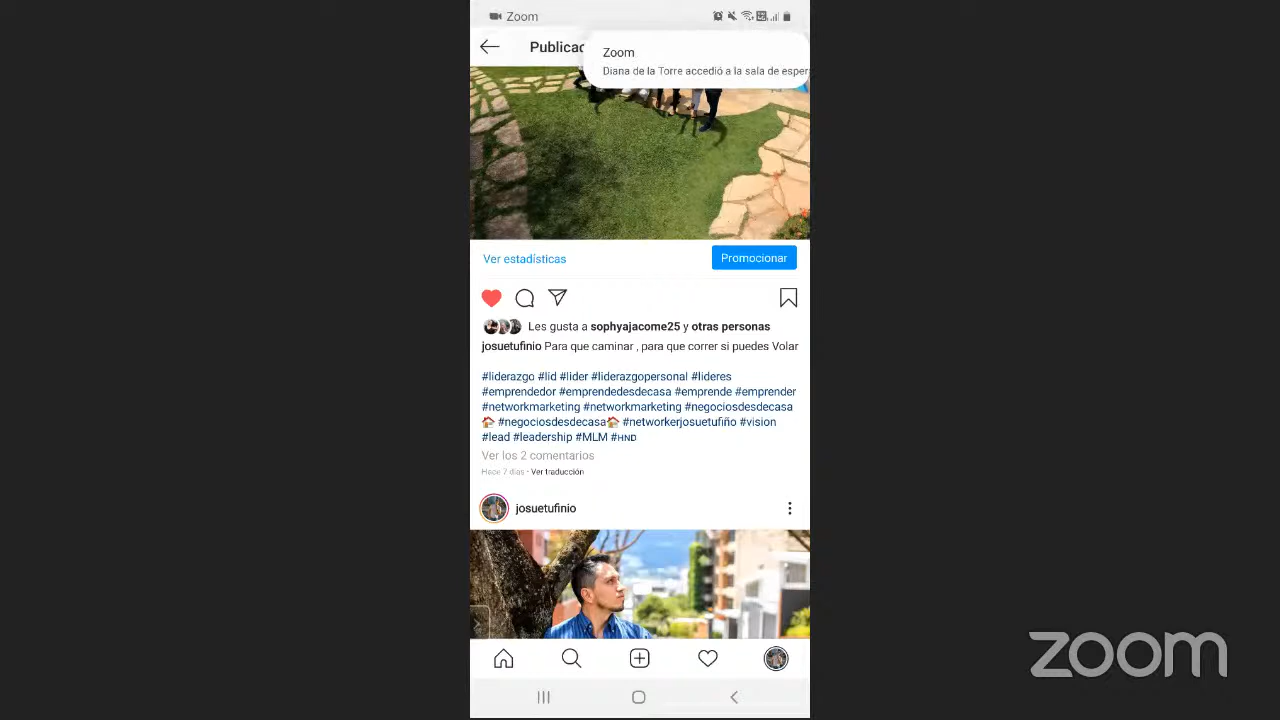 Zoom
Publicac
Zoom
Diana de la Torre accedió a la sala de esper
Ver estadísticas
Promocionar
Les gusta a sophyajacome25 y otras personas
josuetufinio Para que caminar , para que correr si puedes Volar
#liderazgo #lid #lider #liderazgopersonal #lideres
#emprendedor #emprendedesdecasa #emprende #emprender
#networkmarketing #networkmarketing #negociosdesdecasa
🏠 #negociosdesdecasa🏠 #networkerjosuetufiño #vision
#lead #leadership #MLM #ʜɴᴅ
Ver los 2 comentarios
Hace 7 días · Ver traducción
josuetufinio
zoom